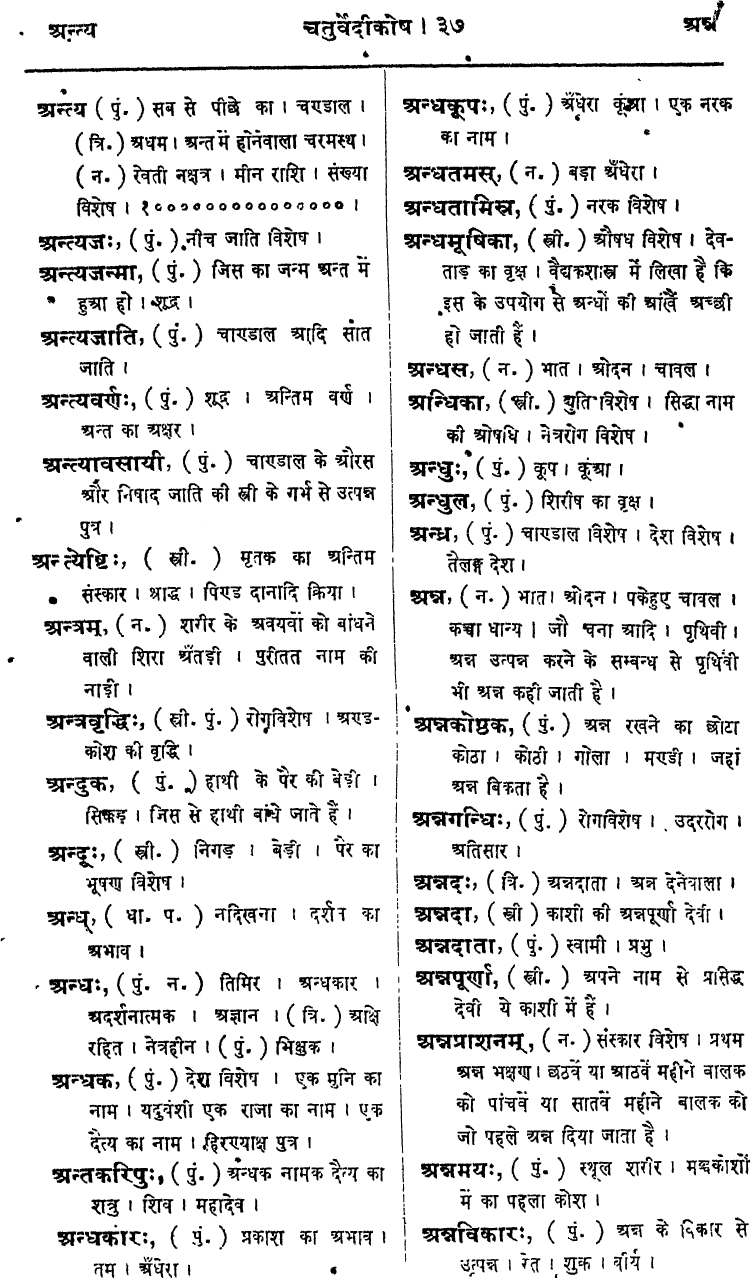 अन्त्य चतुर्वेदीकोष । ३७ अन्न
अन्त्य ( पुं. ) सब से पीछे का । चण्डाल ।
( त्रि. ) अधम । अन्त में होनेवाला चरमस्थ ।
( न. ) रेवती नक्षत्र । मीन राशि । संख्या
विशेष । १००००००००००००००० ।
अन्त्यजः, ( पुं. ) नीच जाति विशेष ।
अन्त्यजन्मा, ( पुं. ) जिस का जन्म अन्त में
हुआ हो । शूद्र ।
अन्त्यजाति, ( पुं. ) चाण्डाल आदि सात
जाति ।
अन्त्यवर्णः, ( पुं. ) शूद्र । अन्तिम वर्ण ।
अन्त का अक्षर ।
अन्त्यावसायी, ( पुं. ) चाण्डाल के औरस
और निषाद जाति की स्त्री के गर्भ से उत्पन्न
पुत्र ।
अन्त्येष्टिः, ( स्त्री. ) मृतक का अन्तिम
संस्कार । श्राद्ध । पिण्ड दानादि क्रिया ।
अन्त्रम्, ( न. ) शरीर के अवयवों को बांधने
वाली शिरा अँतड़ी । पुरीतत नाम की
नाड़ी ।
अन्त्रवृद्धिः, ( स्त्री. पुं. ) रोगविशेष । अण्ड-
कोश की वृद्धि ।
अन्दुक, ( पुं. ) हाथी के पैर की बेड़ी ।
सिकड़ । जिस से हाथी बांधे जाते हैं ।
अन्दूः, ( स्त्री. ) निगड़ । बेड़ी । पैर का
भूषण विशेष ।
अन्ध्, ( धा. प. ) नदिखना । दर्शन का
अभाव ।
अन्धः, ( पुं. न. ) तिमिर । अन्धकार ।
अदर्शनात्मक । अज्ञान । ( त्रि. ) अक्षि
रहित । नेत्रहीन । ( पुं. ) भिक्षुक ।
अन्धक, ( पुं. ) देश विशेष । एक मुनि का
नाम । यदुवंशी एक राजा का नाम । एक
दैत्य का नाम । हिरण्याक्ष पुत्र ।
अन्तकरिपुः, ( पुं. ) अन्धक नामक दैत्य का
शत्रु । शिव । महादेव ।
अन्धकारः, ( पुं. ) प्रकाश का अभाव ।
तम । अँधेरा ।
अन्धकूपः, ( पुं. ) अँधेरा कूंआ । एक नरक
का नाम ।
अन्धतमस्, ( न. ) बड़ा अँधेरा ।
अन्धतामिस्र, ( पुं. ) नरक विशेष ।
अन्धमूषिका, ( स्त्री. ) औषध विशेष । देव-
ताड़ का वृक्ष । वैद्यकशास्त्र में लिखा है कि
इस के उपयोग से अन्धों की आंखें अच्छी
हो जाती हैं ।
अन्धस, ( न. ) भात । ओदन । चावल ।
अन्धिका, ( स्त्री. ) द्युति विशेष । सिद्धा नाम
की ओषधि । नेत्ररोग विशेष ।
अन्धुः, ( पुं. ) कूप । कूंआ ।
अन्धुल, ( पुं. ) शिरीष का वृक्ष ।
अन्ध्र, ( पुं. ) चाण्डाल विशेष । देश विशेष ।
तैलङ्ग देश ।
अन्न, ( न. ) भात । ओदन । पकेहुए चावल ।
कच्चा धान्य । जौ चना आदि । पृथिवी ।
अन्न उत्पन्न करने के सम्बन्ध से पृथिवी
भी अन्न कही जाती है ।
अन्नकोष्ठक, ( पुं. ) अन्न रखने का छोटा
कोठा । कोठी । गोला । मण्डी । जहां
अन्न बिकता है ।
अन्नगन्धिः, ( पुं. ) रोगविशेष । उदररोग ।
अतिसार ।
अन्नदः, ( त्रि. ) अन्नदाता । अन्न देनेवाला ।
अन्नदा, ( स्त्री ) काशी की अन्नपूर्णा देवी ।
अन्नदाता, ( पुं. ) स्वामी । प्रभु ।
अन्नपूर्णा, ( स्त्री. ) अपने नाम से प्रसिद्ध
देवी ये काशी में हैं ।
अन्नप्राशनम्, ( न. ) संस्कार विशेष । प्रथम
अन्न भक्षण । छठवें या आठवें महीने बालक
को पांचवें या सातवें महीने बालक को
जो पहले अन्न दिया जाता है ।
अन्नमयः, ( पुं. ) स्थूल शरीर । मञ्चकोशों
में का पहला कोश ।
अन्नविकारः, ( पुं. ) अन्न के विकार से
उत्पन्न । रेत । शुक्र । वीर्य ।